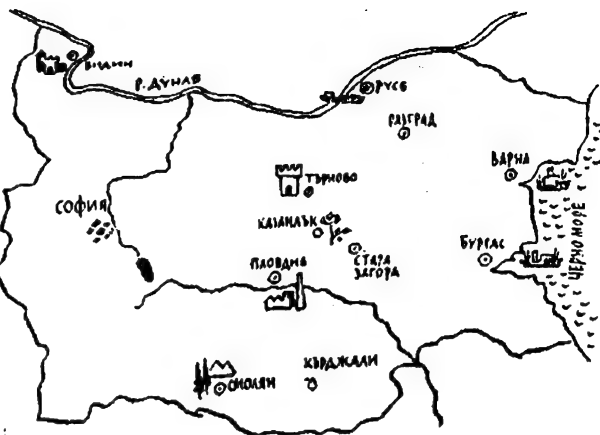 ВИДИН
Р. ДУНАВ
РУСЕ
РАЗГРАД
ВАРНА
ТЪРНОВО
СОФИЯ
КАЗАНЛЪК
БУРГАС
ЧЕРНО МОРЕ
СТАРА
ЗАГОРА
ПЛОВДИВ
СМОЛЯН
КЪРДЖАЛИ